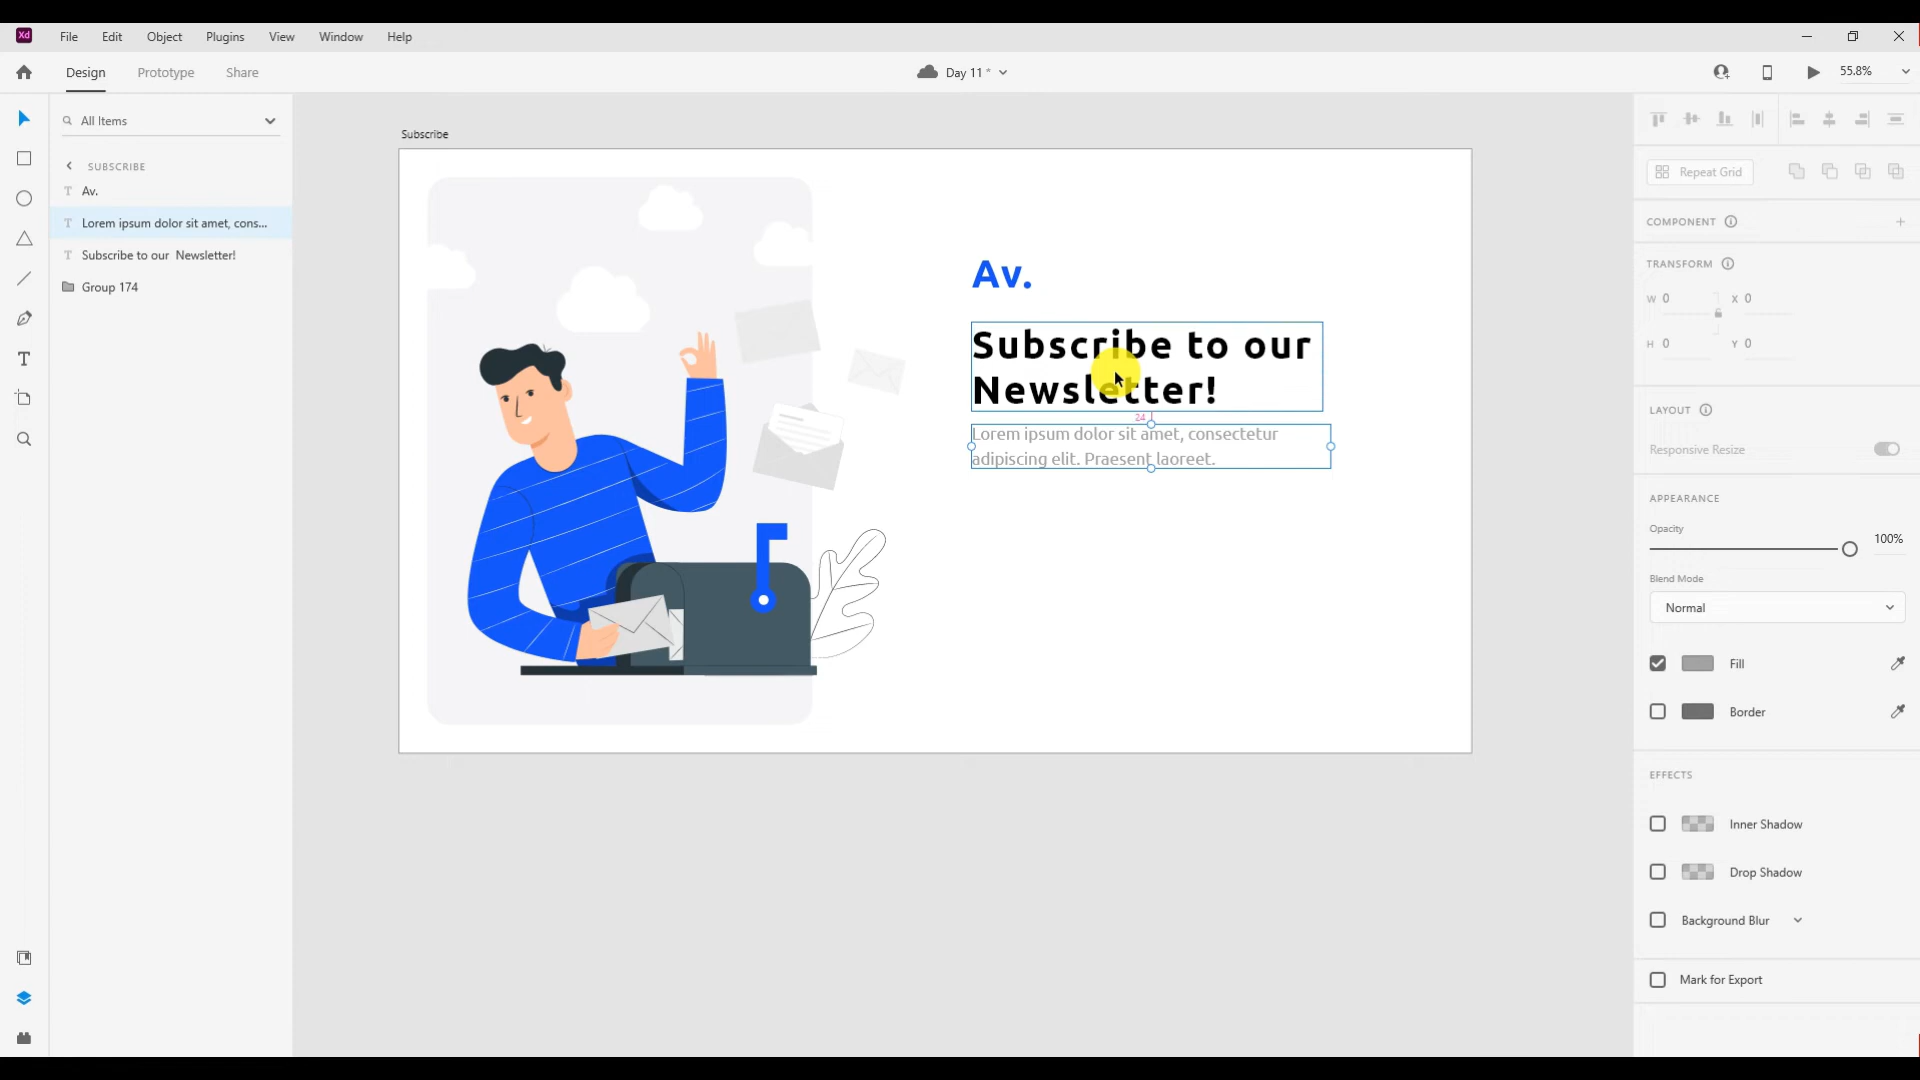 Xd File Edit Object Plugins View Window Help
Design Prototype Share Day 11 * 55.8%
All Items
SUBSCRIBE
T Av.
T Lorem ipsum dolor sit amet, cons...
T Subscribe to our Newsletter!
Group 174
T
Subscribe
Av.
Subscribe to our
Newsletter!
24
Lorem ipsum dolor sit amet, consectetur
adipiscing elit. Praesent laoreet.
Repeat Grid
COMPONENT
TRANSFORM
W 0 X 0
H 0 Y 0
LAYOUT
Responsive Resize
APPEARANCE
Opacity
100%
Blend Mode
Normal
Fill
Border
EFFECTS
Inner Shadow
Drop Shadow
Background Blur
Mark for Export